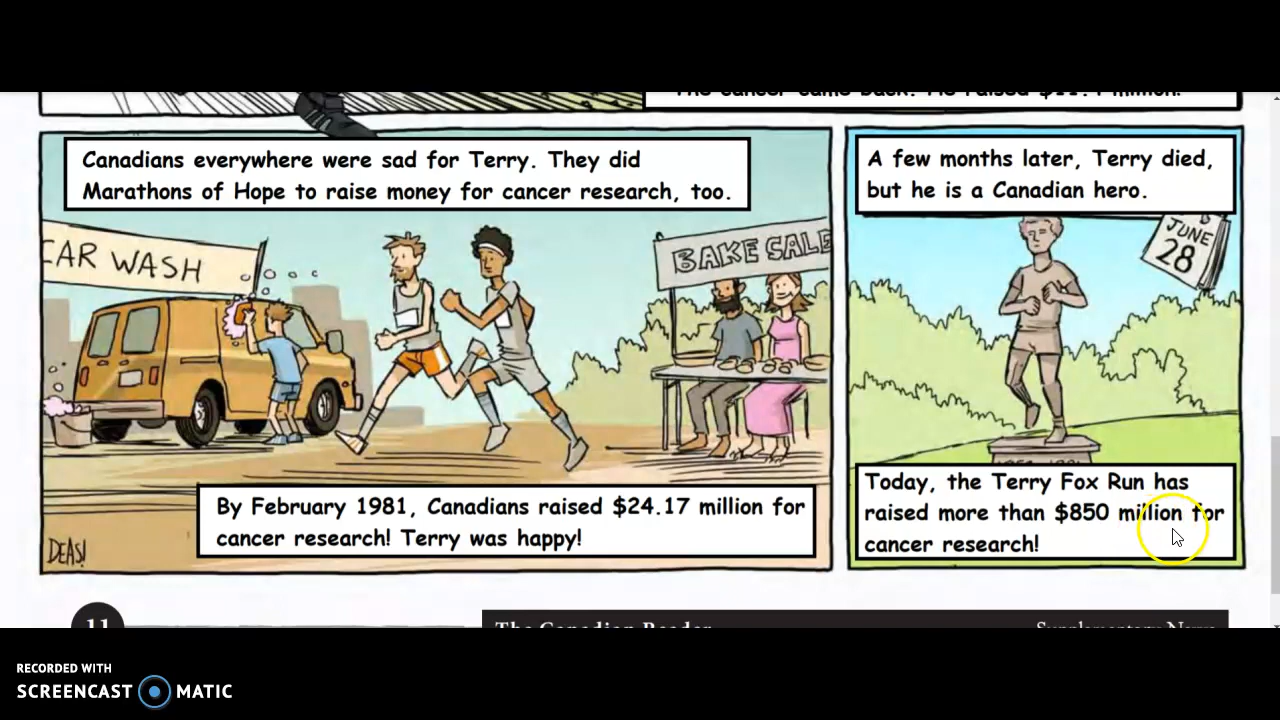 Canadians everywhere were sad for Terry. They did
Marathons of Hope to raise money for cancer research, too.
CAR WASH
BAKE SALE
By February 1981, Canadians raised $24.17 million for
cancer research! Terry was happy!
DEAS!
A few months later, Terry died,
but he is a Canadian hero.
JUNE
28
Today, the Terry Fox Run has
raised more than $850 million for
cancer research!
11
The Canadian Reader
RECORDED WITH
SCREENCAST MATIC